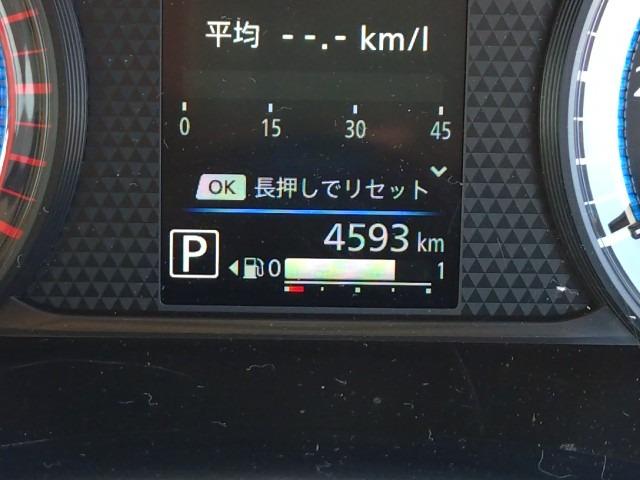 平均 --.- km/l
0 15 30 45
OK 長押しでリセット
4593 km
P 0 1